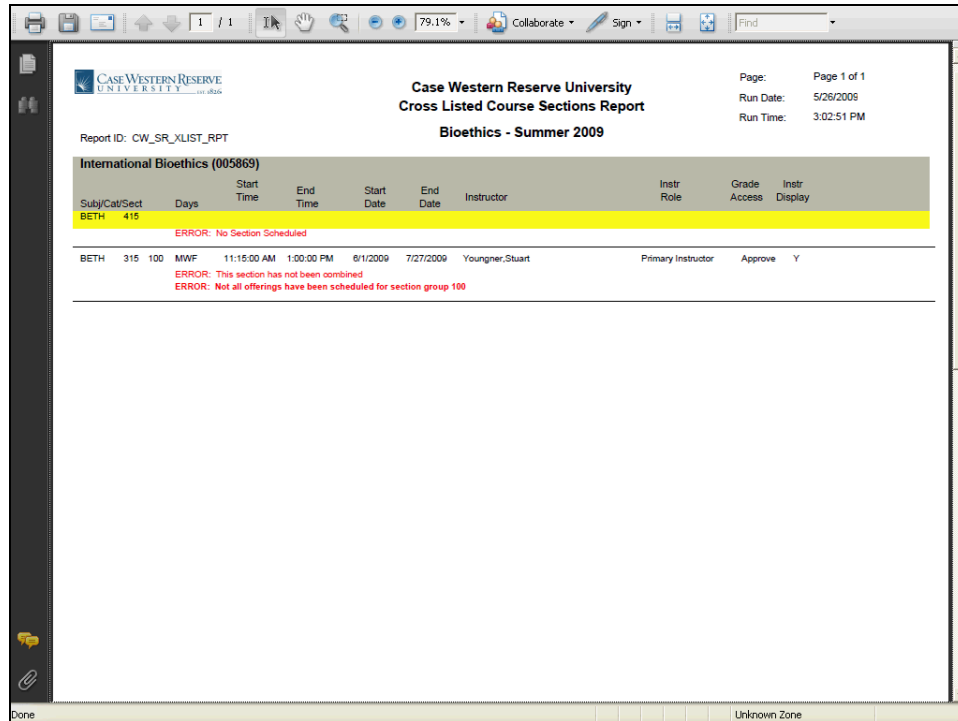 1 / 1 79.1% Collaborate Sign Find
CASE WESTERN RESERVE
UNIVERSITY EST. 1826
Case Western Reserve University
Cross Listed Course Sections Report
Bioethics - Summer 2009
Page: Page 1 of 1
Run Date: 5/26/2009
Run Time: 3:02:51 PM
Report ID: CW_SR_XLIST_RPT
International Bioethics (005869)
Subj/Cat/Sect Days Start Time End Time Start Date End Date Instructor Instr Role Grade Access Instr Display
BETH 415
ERROR: No Section Scheduled
BETH 315 100 MWF 11:15:00 AM 1:00:00 PM 6/1/2009 7/27/2009 Youngner,Stuart Primary Instructor Approve Y
ERROR: This section has not been combined
ERROR: Not all offerings have been scheduled for section group 100
Done Unknown Zone